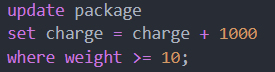 update package
set charge = charge + 1000
where weight >= 10;